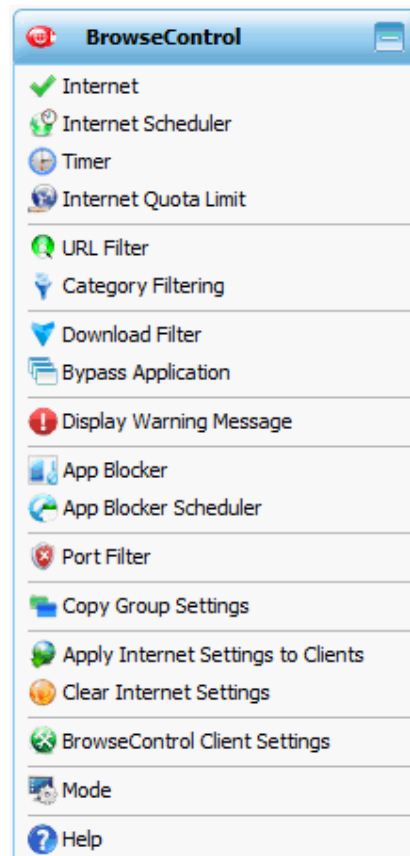 BrowseControl
Internet
Internet Scheduler
Timer
Internet Quota Limit
URL Filter
Category Filtering
Download Filter
Bypass Application
Display Warning Message
App Blocker
App Blocker Scheduler
Port Filter
Copy Group Settings
Apply Internet Settings to Clients
Clear Internet Settings
BrowseControl Client Settings
Mode
Help